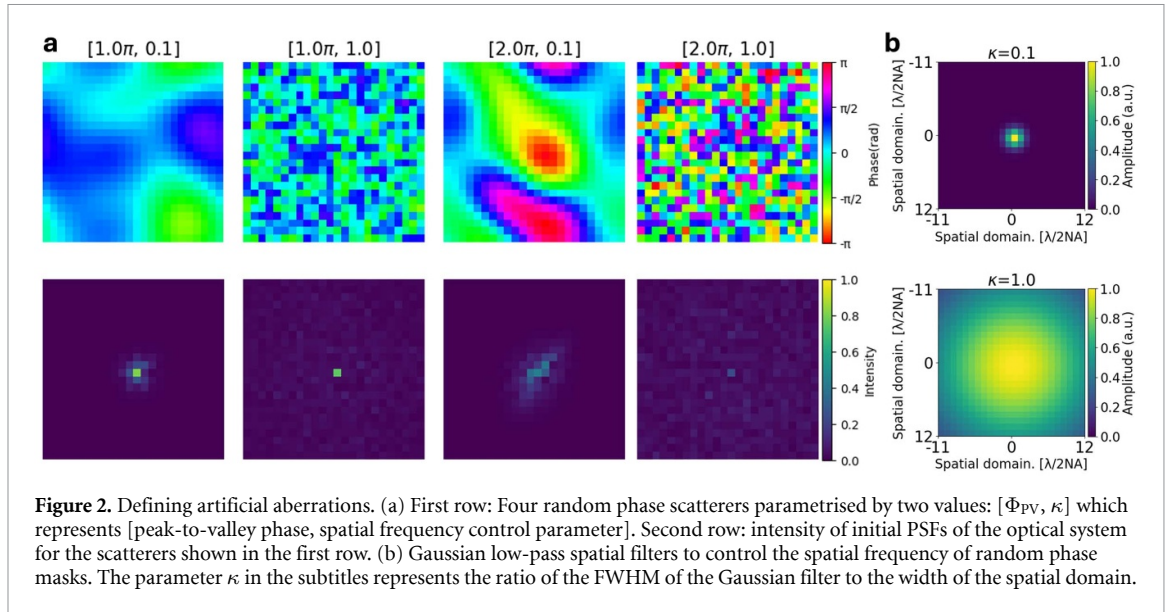 a
[1.0π, 0.1] [1.0π, 1.0] [2.0π, 0.1] [2.0π, 1.0]
π
π/2
0
-π/2
-π
Phase(rad)
1.0
0.8
0.6
0.4
0.2
0.0
Intensity
b
κ=0.1
-11
0
12
-11 0 12
Spatial domain. [λ/2NA]
Spatial domain. [λ/2NA]
1.0
0.8
0.6
0.4
0.2
0.0
Amplitude (a.u.)
κ=1.0
-11
0
12
-11 0 12
Spatial domain. [λ/2NA]
Spatial domain. [λ/2NA]
1.0
0.8
0.6
0.4
0.2
0.0
Amplitude (a.u.)
Figure 2. Defining artificial aberrations. (a) First row: Four random phase scatterers parametrised by two values: [ΦPV, κ] which
represents [peak-to-valley phase, spatial frequency control parameter]. Second row: intensity of initial PSFs of the optical system
for the scatterers shown in the first row. (b) Gaussian low-pass spatial filters to control the spatial frequency of random phase
masks. The parameter κ in the subtitles represents the ratio of the FWHM of the Gaussian filter to the width of the spatial domain.